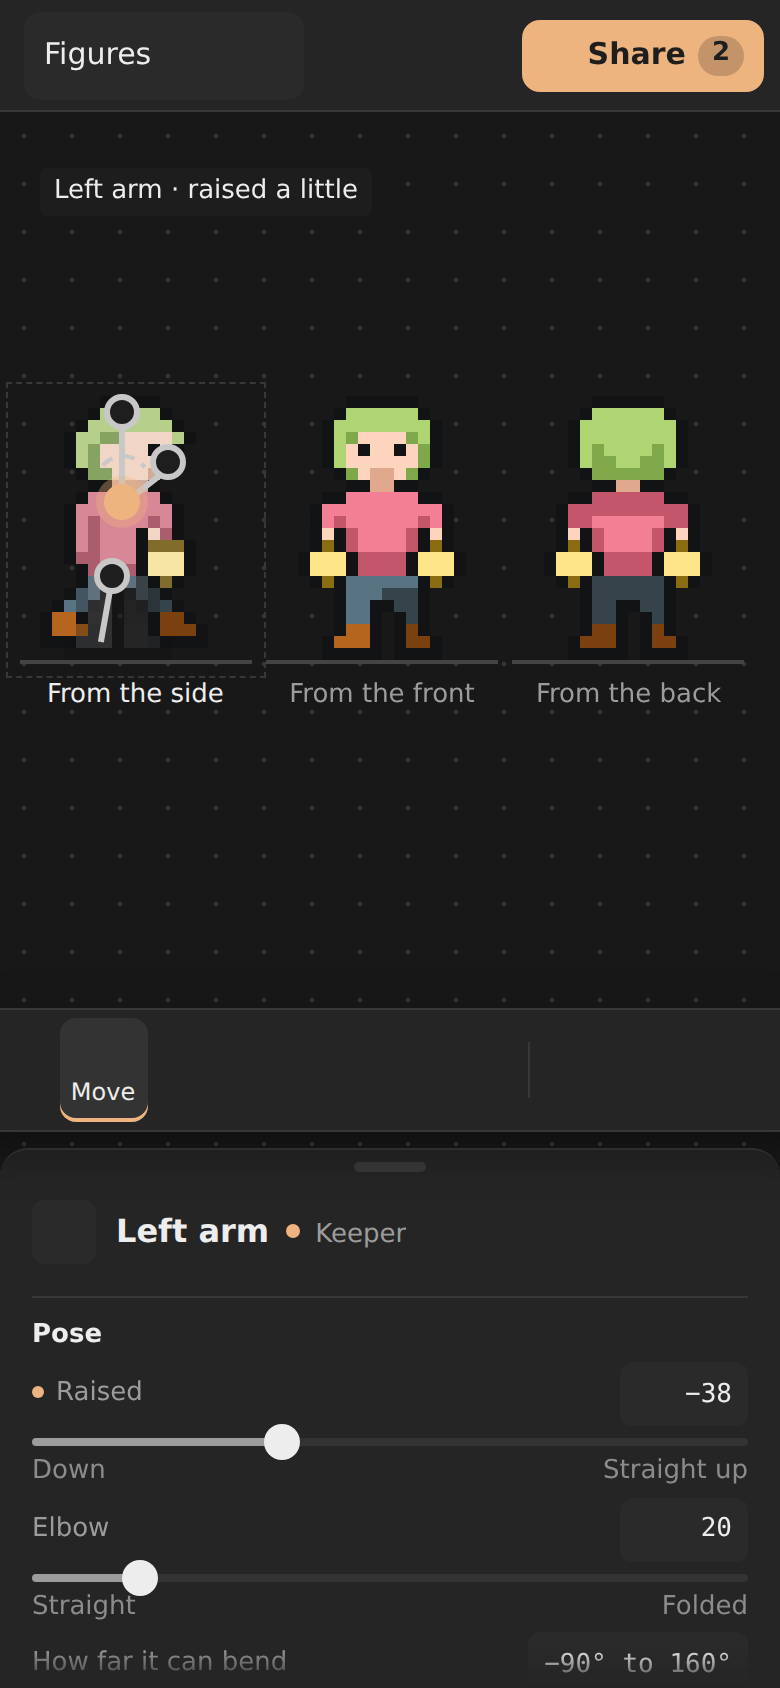 Figures
Share 2
Left arm · raised a little
From the side
From the front
From the back
Move
Left arm • Keeper
Pose
Raised
−38
Down
Straight up
Elbow
20
Straight
Folded
How far it can bend
−90° to 160°